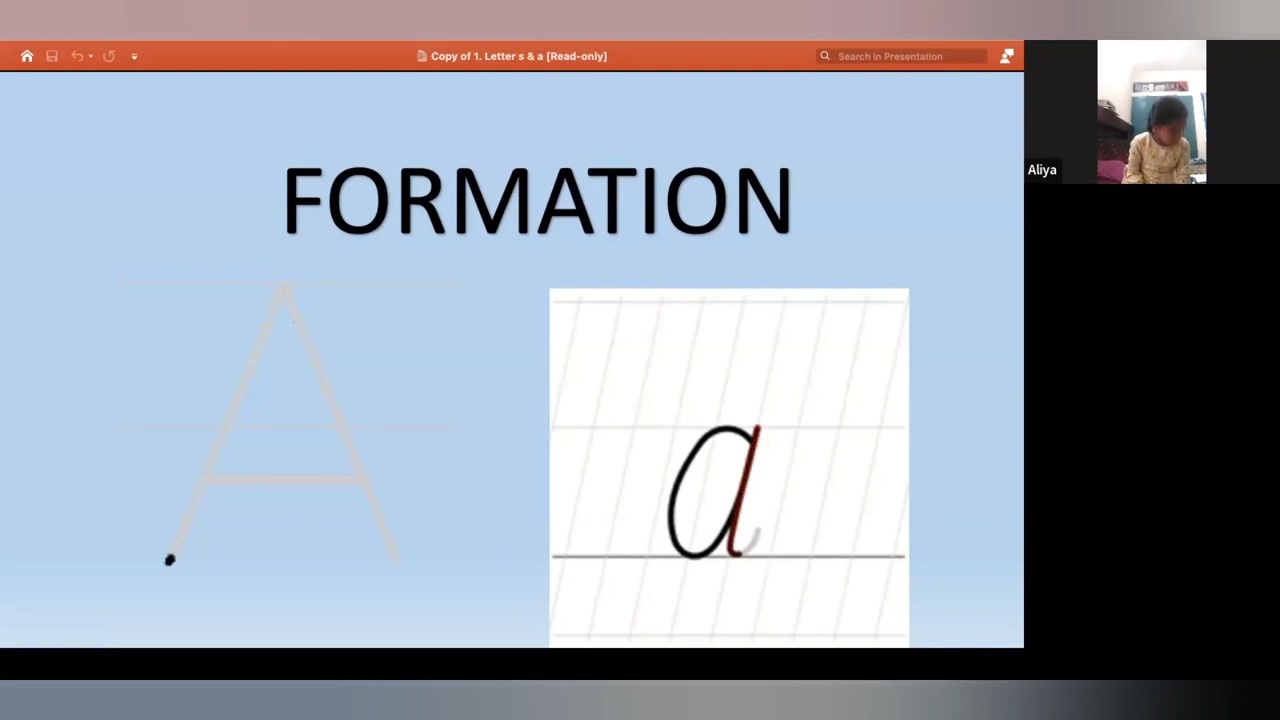 Copy of 1. Letter s & a [Read-only]
Search in Presentation
Aliya
FORMATION
A
a